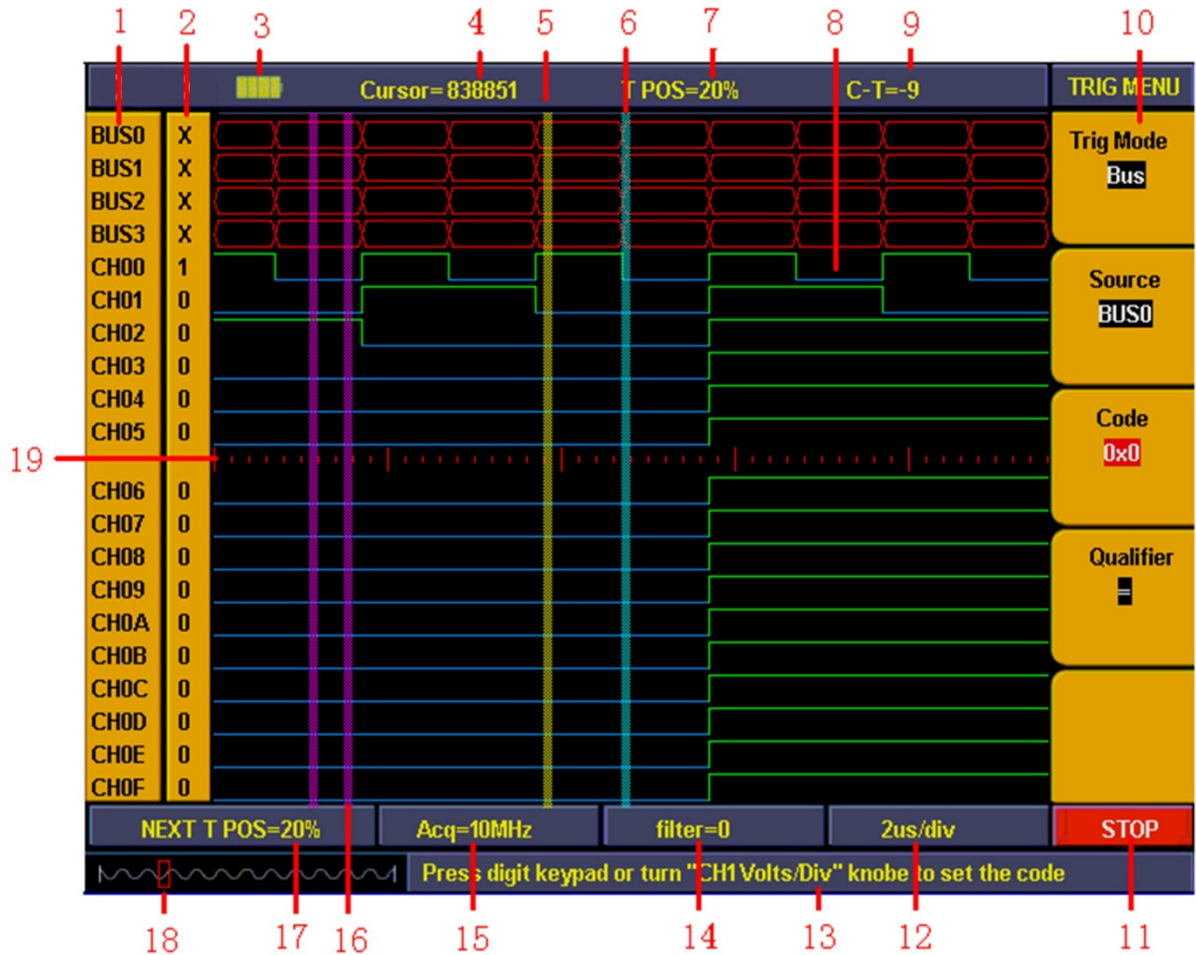 1 2 3 4 5 6 7 8 9 10
Cursor=838851 T POS=20% C-T=-9 TRIG MENU
BUS0 X
BUS1 X
BUS2 X
BUS3 X
CH00 1
CH01 0
CH02 0
CH03 0
CH04 0
CH05 0
19
CH06 0
CH07 0
CH08 0
CH09 0
CH0A 0
CH0B 0
CH0C 0
CH0D 0
CH0E 0
CH0F 0
Trig Mode
Bus
Source
BUS0
Code
0x0
Qualifier
=
NEXT T POS=20% Acq=10MHz filter=0 2us/div STOP
Press digit keypad or turn "CH1 Volts/Div" knobe to set the code
18 17 16 15 14 13 12 11